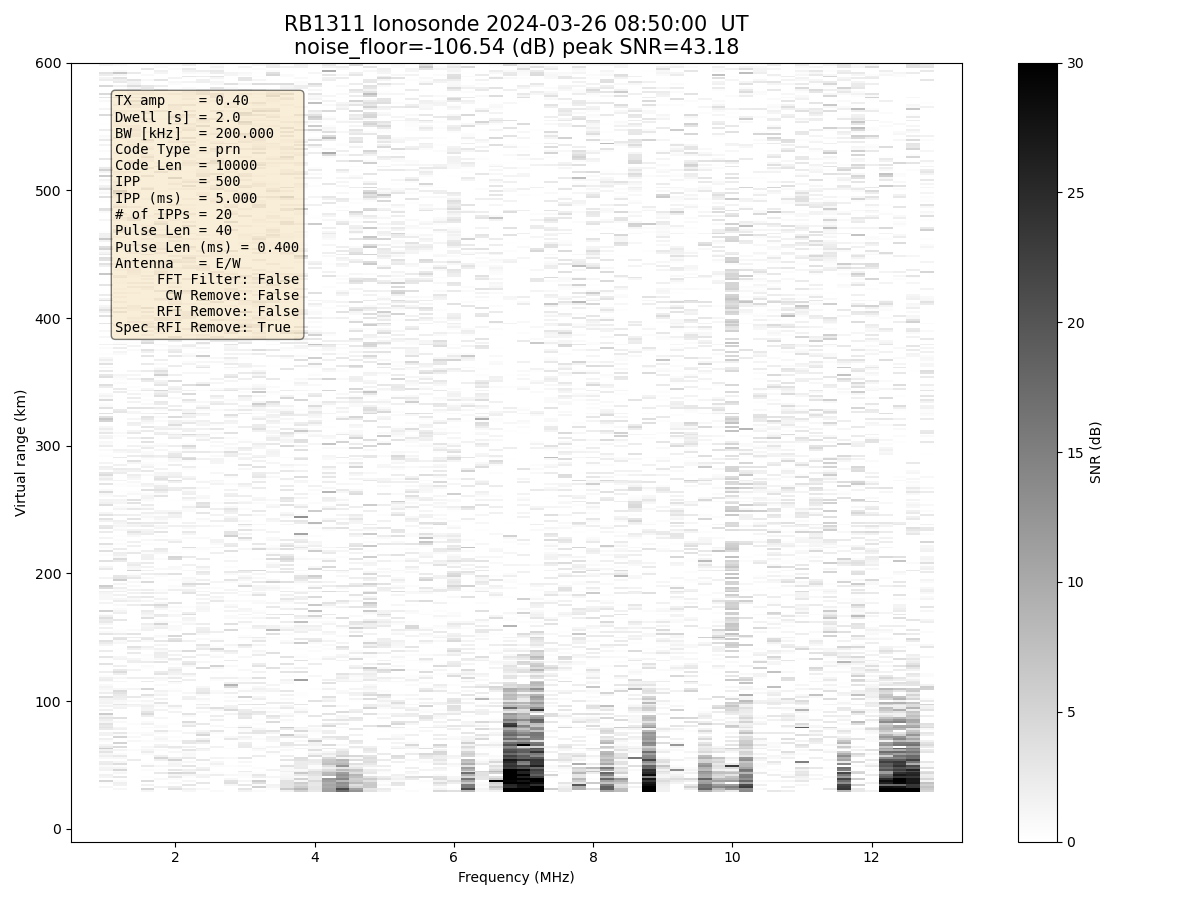 RB1311 Ionosonde 2024-03-26 08:50:00 UT
noise_floor=-106.54 (dB) peak SNR=43.18
600
500
400
300
200
100
0
Virtual range (km)
TX amp = 0.40
Dwell [s] = 2.0
BW [kHz] = 200.000
Code Type = prn
Code Len = 10000
IPP = 500
IPP (ms) = 5.000
# of IPPs = 20
Pulse Len = 40
Pulse Len (ms) = 0.400
Antenna = E/W
FFT Filter: False
CW Remove: False
RFI Remove: False
Spec RFI Remove: True
2 4 6 8 10 12
Frequency (MHz)
30
25
20
15
10
5
0
SNR (dB)